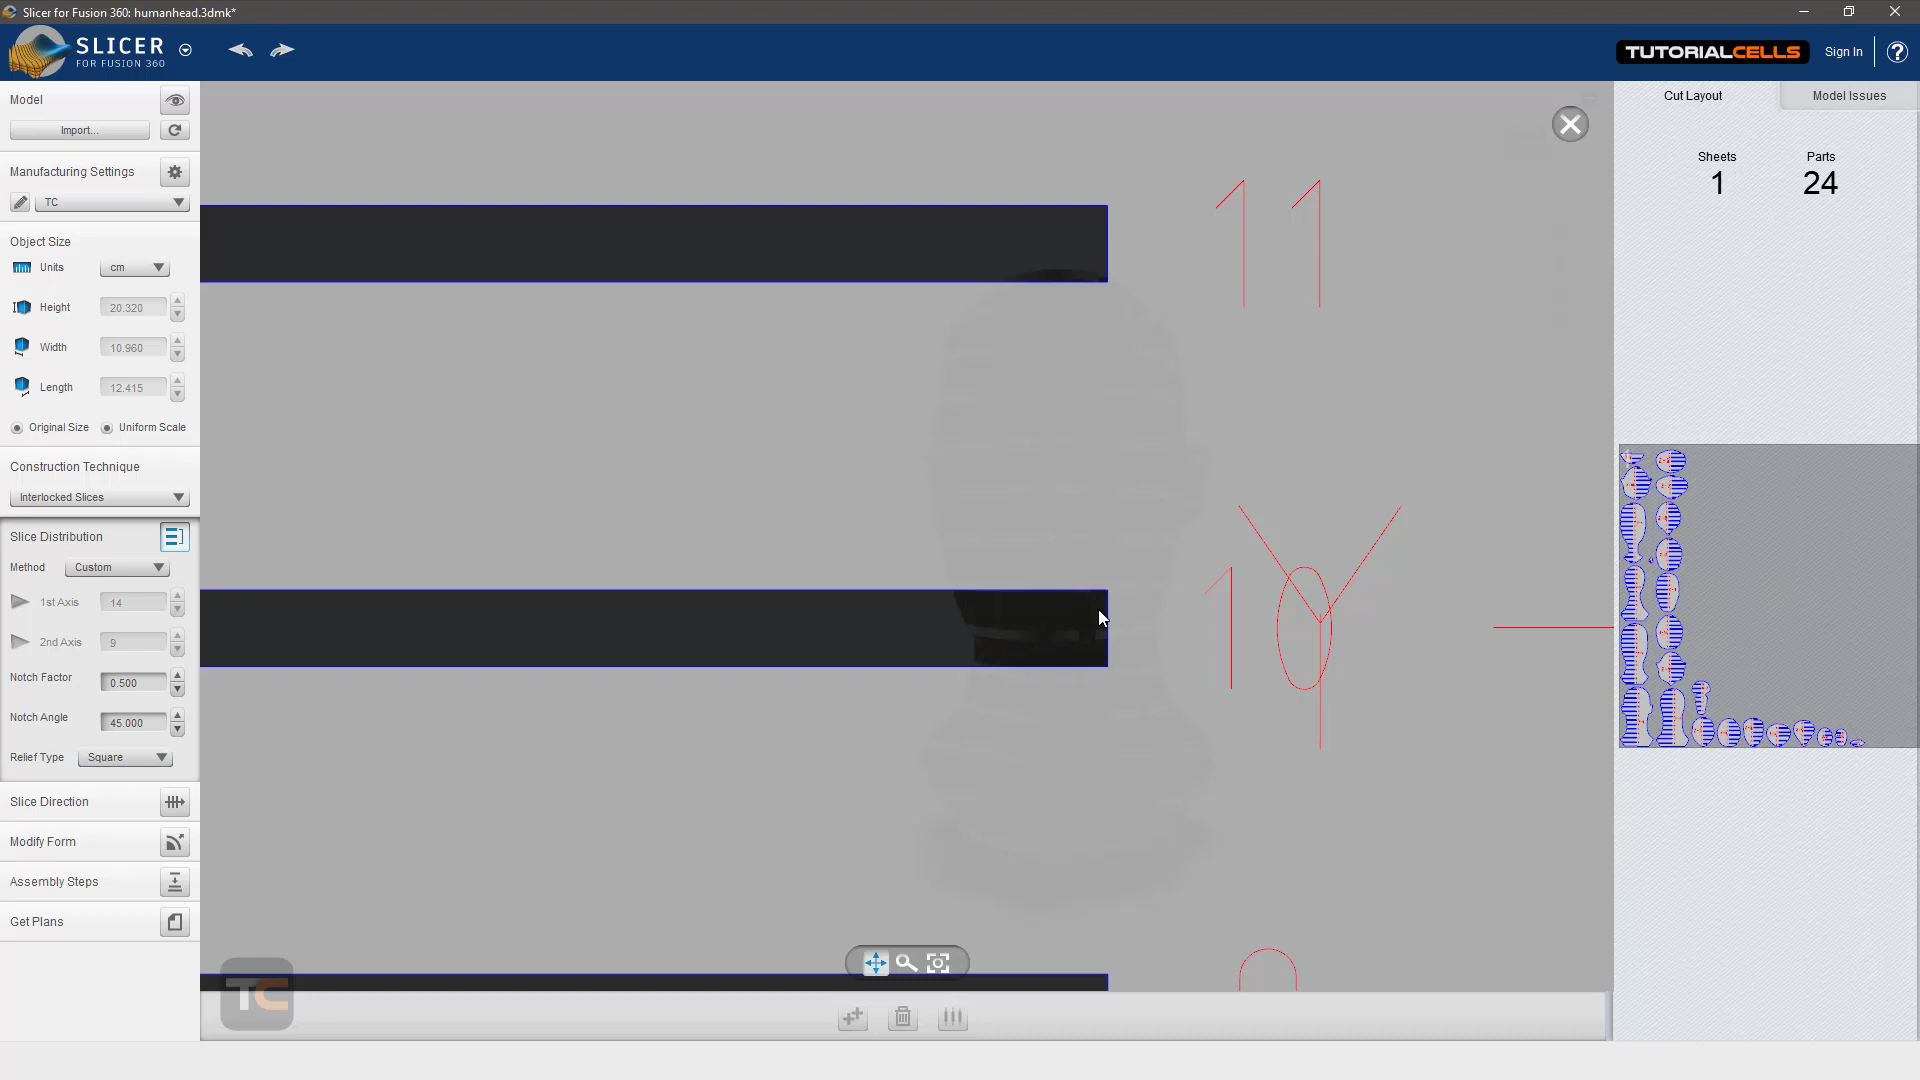 Slicer for Fusion 360: humanhead.3dmk*
SLICER
FOR FUSION 360
TUTORIALCELLS
Sign In
?
Model
Import...
Manufacturing Settings
TC
Object Size
Units cm
Height 20.320
Width 10.960
Length 12.415
Original Size Uniform Scale
Construction Technique
Interlocked Slices
Slice Distribution
Method Custom
1st Axis 14
2nd Axis 9
Notch Factor 0.500
Notch Angle 45.000
Relief Type Square
Slice Direction
Modify Form
Assembly Steps
Get Plans
11
10
Y
TC
Cut Layout Model Issues
Sheets Parts
1 24